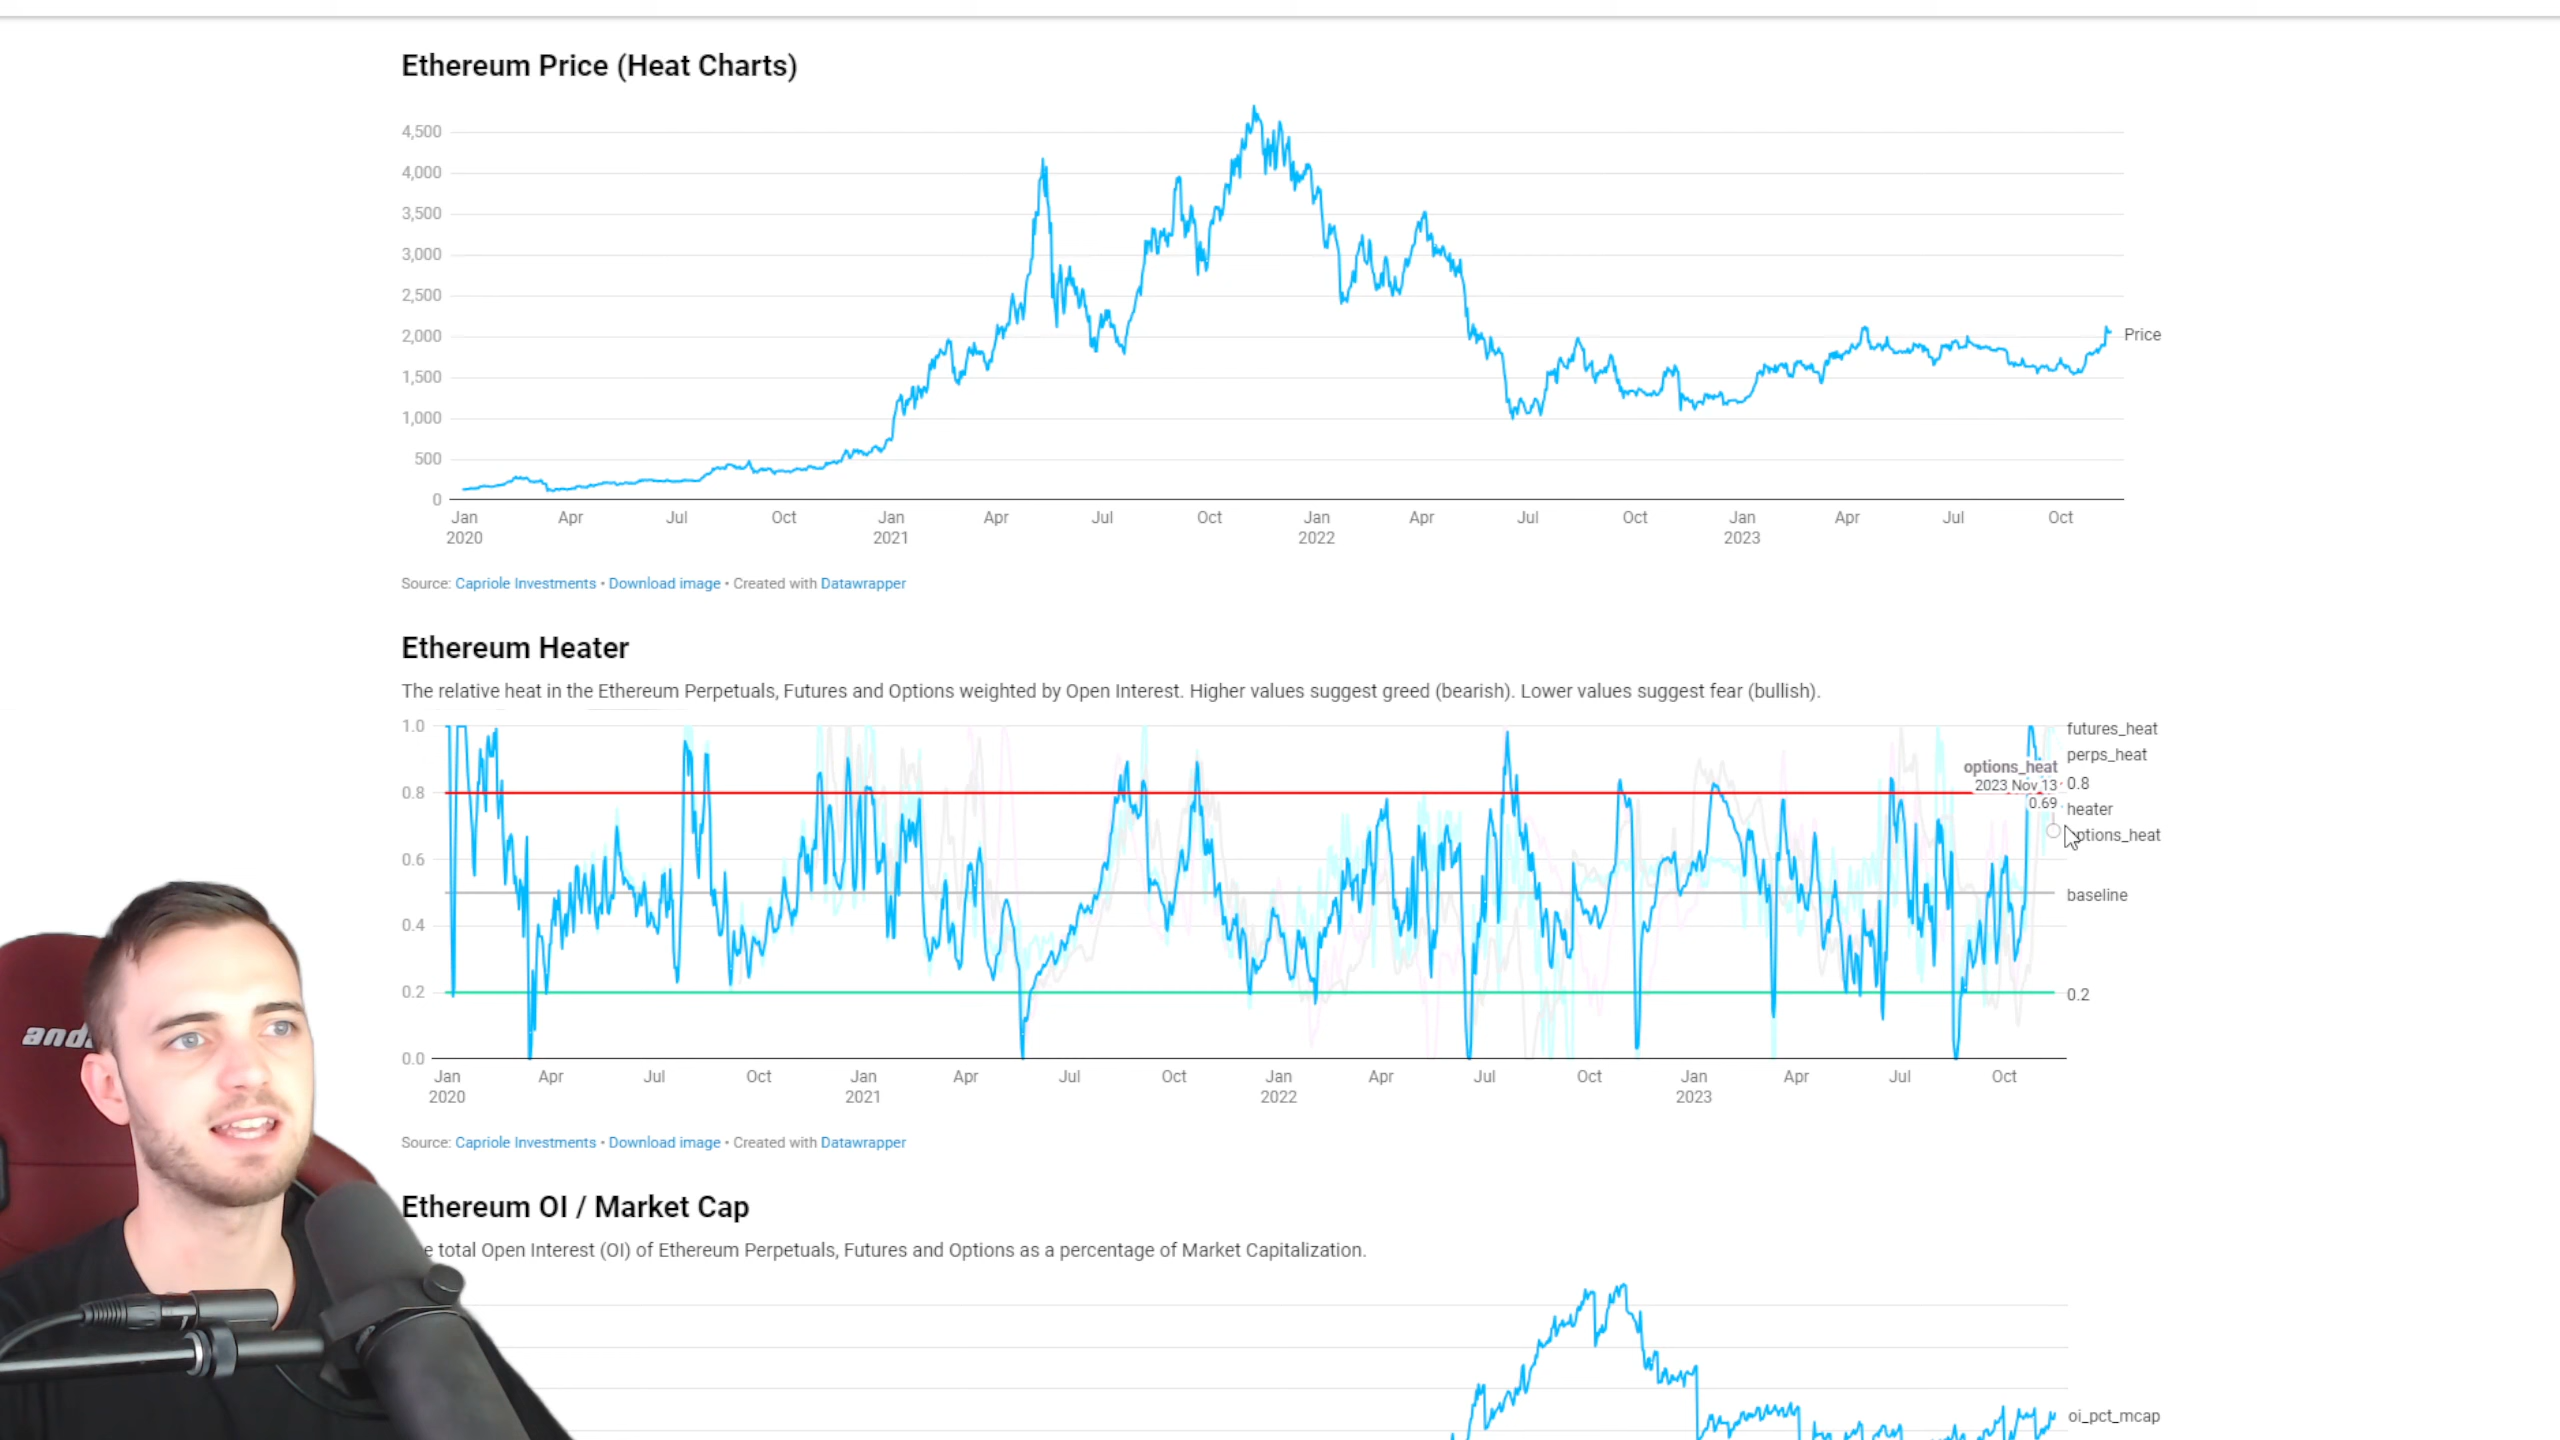 Ethereum Price (Heat Charts)
4,500
4,000
3,500
3,000
2,500
2,000
1,500
1,000
500
0
Price
Jan Apr Jul Oct Jan Apr Jul Oct Jan Apr Jul Oct Jan Apr Jul Oct
2020 2021 2022 2023
Source: Capriole Investments • Download image • Created with Datawrapper
Ethereum Heater
The relative heat in the Ethereum Perpetuals, Futures and Options weighted by Open Interest. Higher values suggest greed (bearish). Lower values suggest fear (bullish).
1.0
0.8
0.6
0.4
0.2
0.0
futures_heat
perps_heat
options_heat
2023 Nov 13
0.8
0.69
heater
options_heat
baseline
0.2
Jan Apr Jul Oct Jan Apr Jul Oct Jan Apr Jul Oct Jan Apr Jul Oct
2020 2021 2022 2023
Source: Capriole Investments • Download image • Created with Datawrapper
Ethereum OI / Market Cap
total Open Interest (OI) of Ethereum Perpetuals, Futures and Options as a percentage of Market Capitalization.
oi_pct_mcap